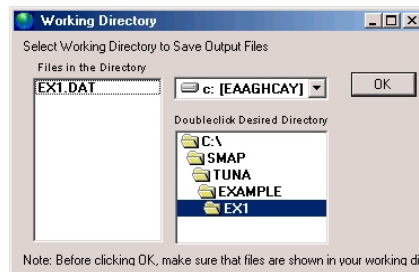 Working Directory
Select Working Directory to Save Output Files
Files in the Directory
EX1.DAT
c: [EAAGHCAY]
OK
Doubleclick Desired Directory
C:\
SMAP
TUNA
EXAMPLE
EX1
Note: Before clicking OK, make sure that files are shown in your working di